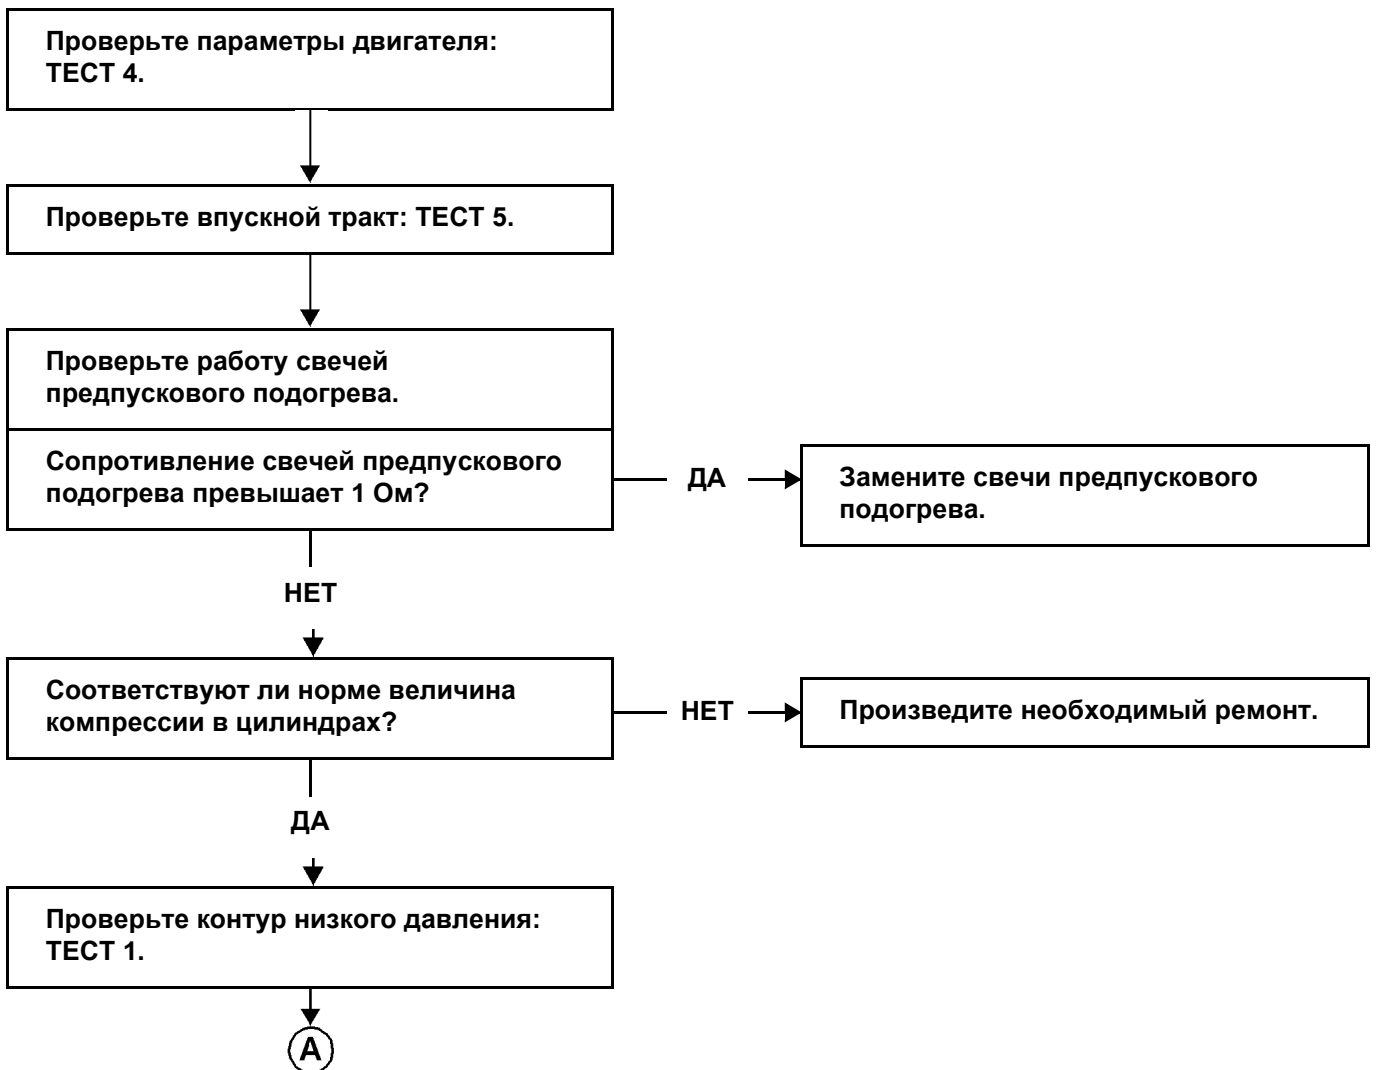 Проверьте параметры двигателя:
ТЕСТ 4.
Проверьте впускной тракт: ТЕСТ 5.
Проверьте работу свечей
предпускового подогрева.
Сопротивление свечей предпускового
подогрева превышает 1 Ом?
ДА
Замените свечи предпускового
подогрева.
НЕТ
Соответствуют ли норме величина
компрессии в цилиндрах?
НЕТ
Произведите необходимый ремонт.
ДА
Проверьте контур низкого давления:
ТЕСТ 1.
А